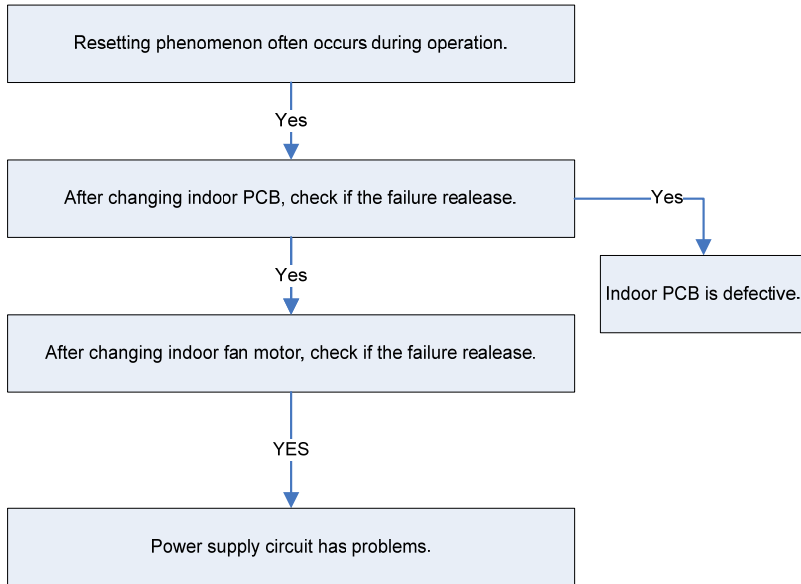 Resetting phenomenon often occurs during operation.
Yes
After changing indoor PCB, check if the failure realease.
Yes
Indoor PCB is defective.
Yes
After changing indoor fan motor, check if the failure realease.
YES
Power supply circuit has problems.